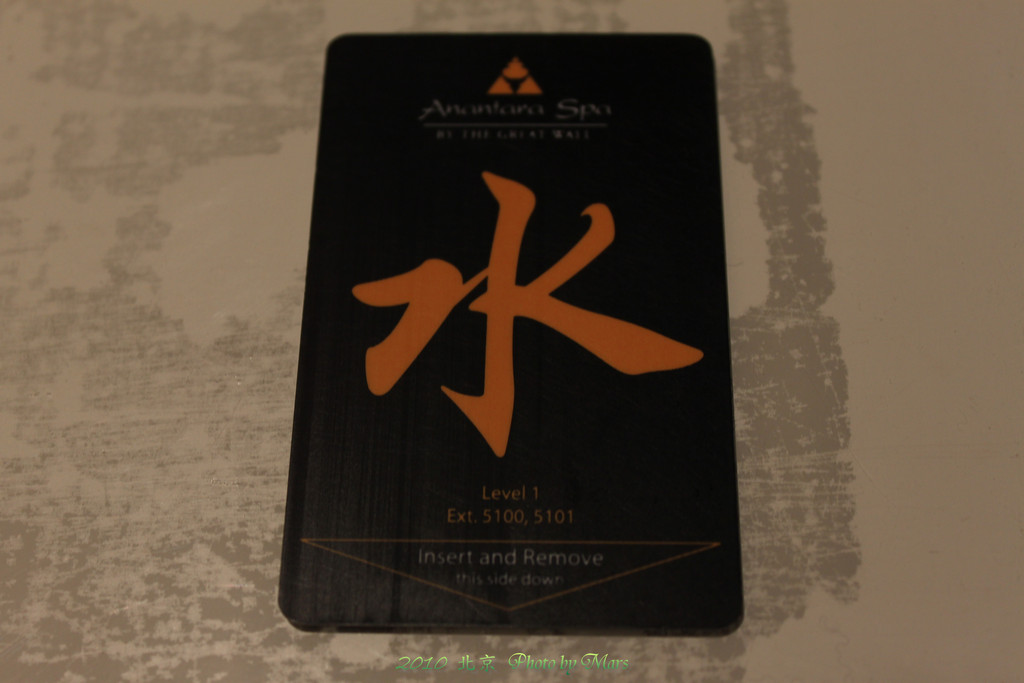 Anantara Spa
BY THE GREAT WALL
水
Level 1
Ext. 5100, 5101
Insert and Remove
this side down
2010 北京 Photo by Mars